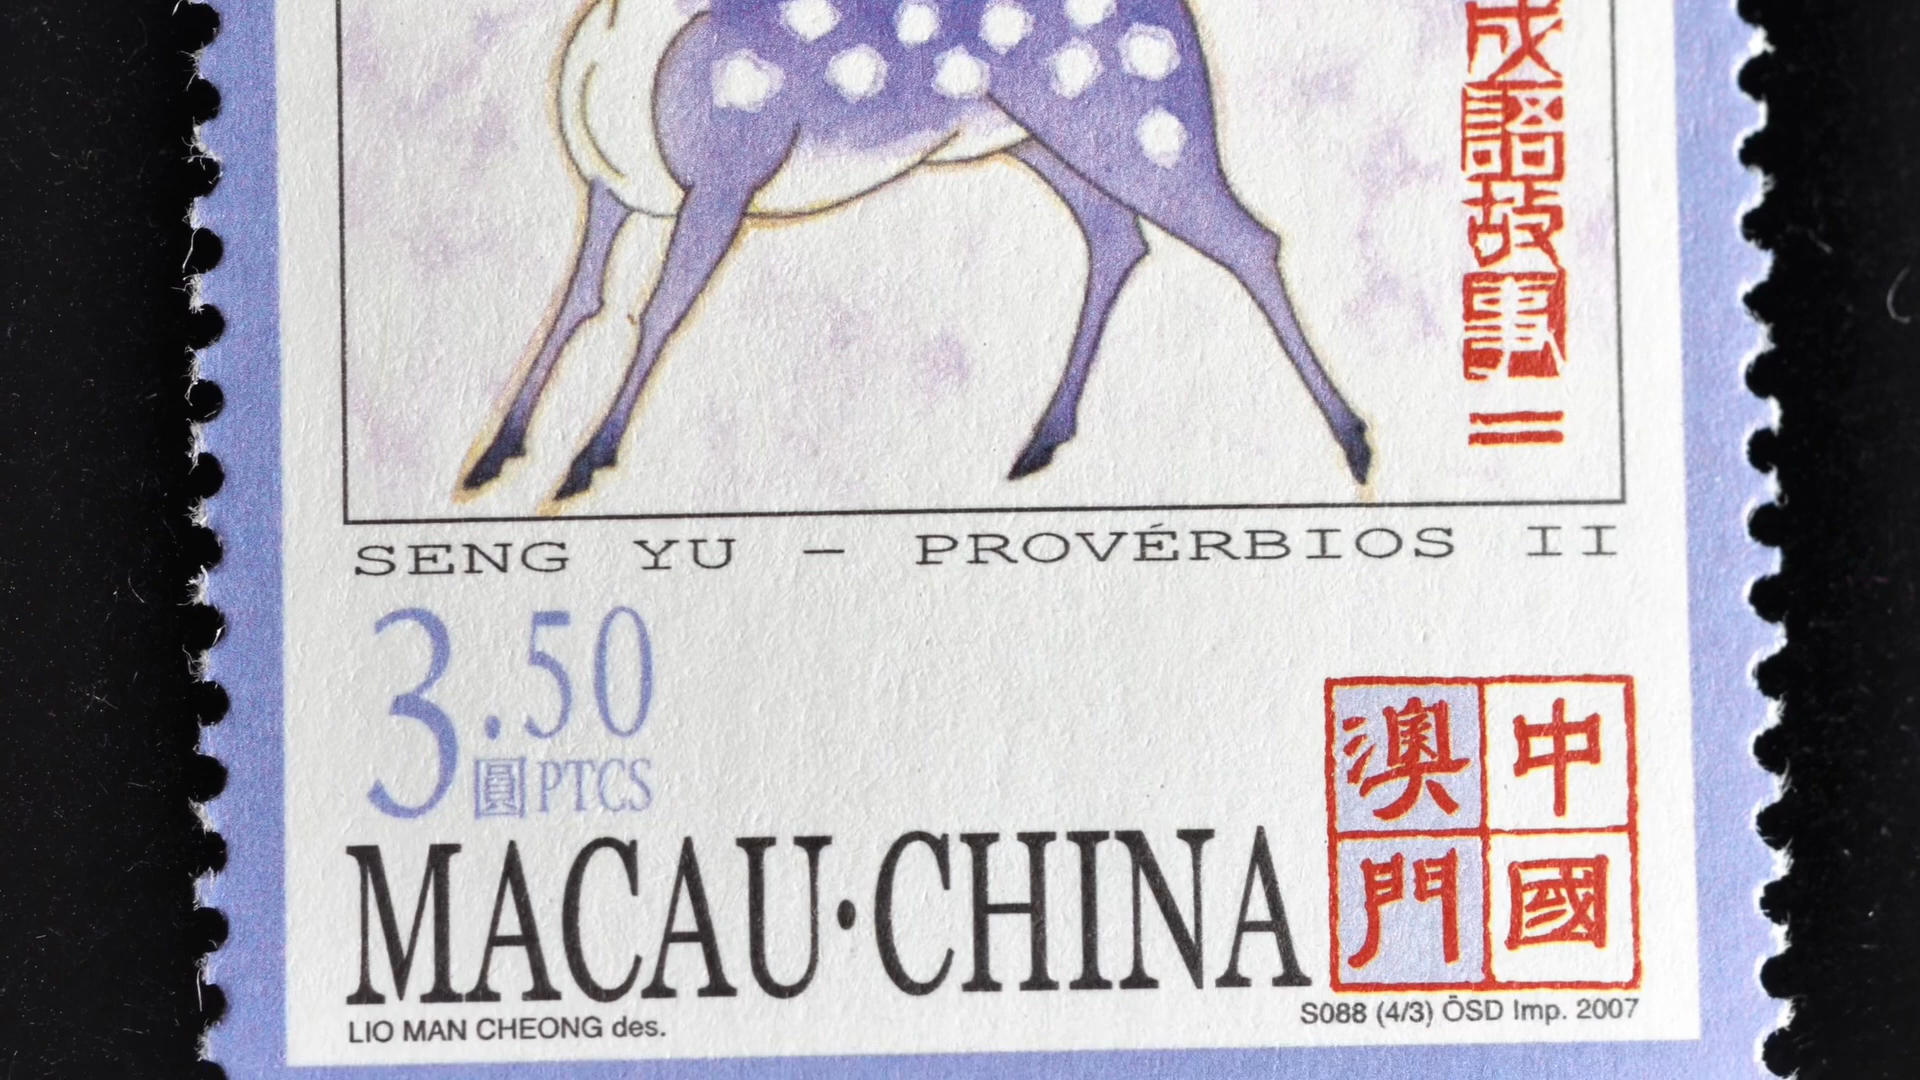 成語故事二
SENG YU – PROVÉRBIOS II
3.50
圓 PTCS
MACAU·CHINA
中國
澳門
LIO MAN CHEONG des.
S088 (4/3) ÖSD Imp. 2007